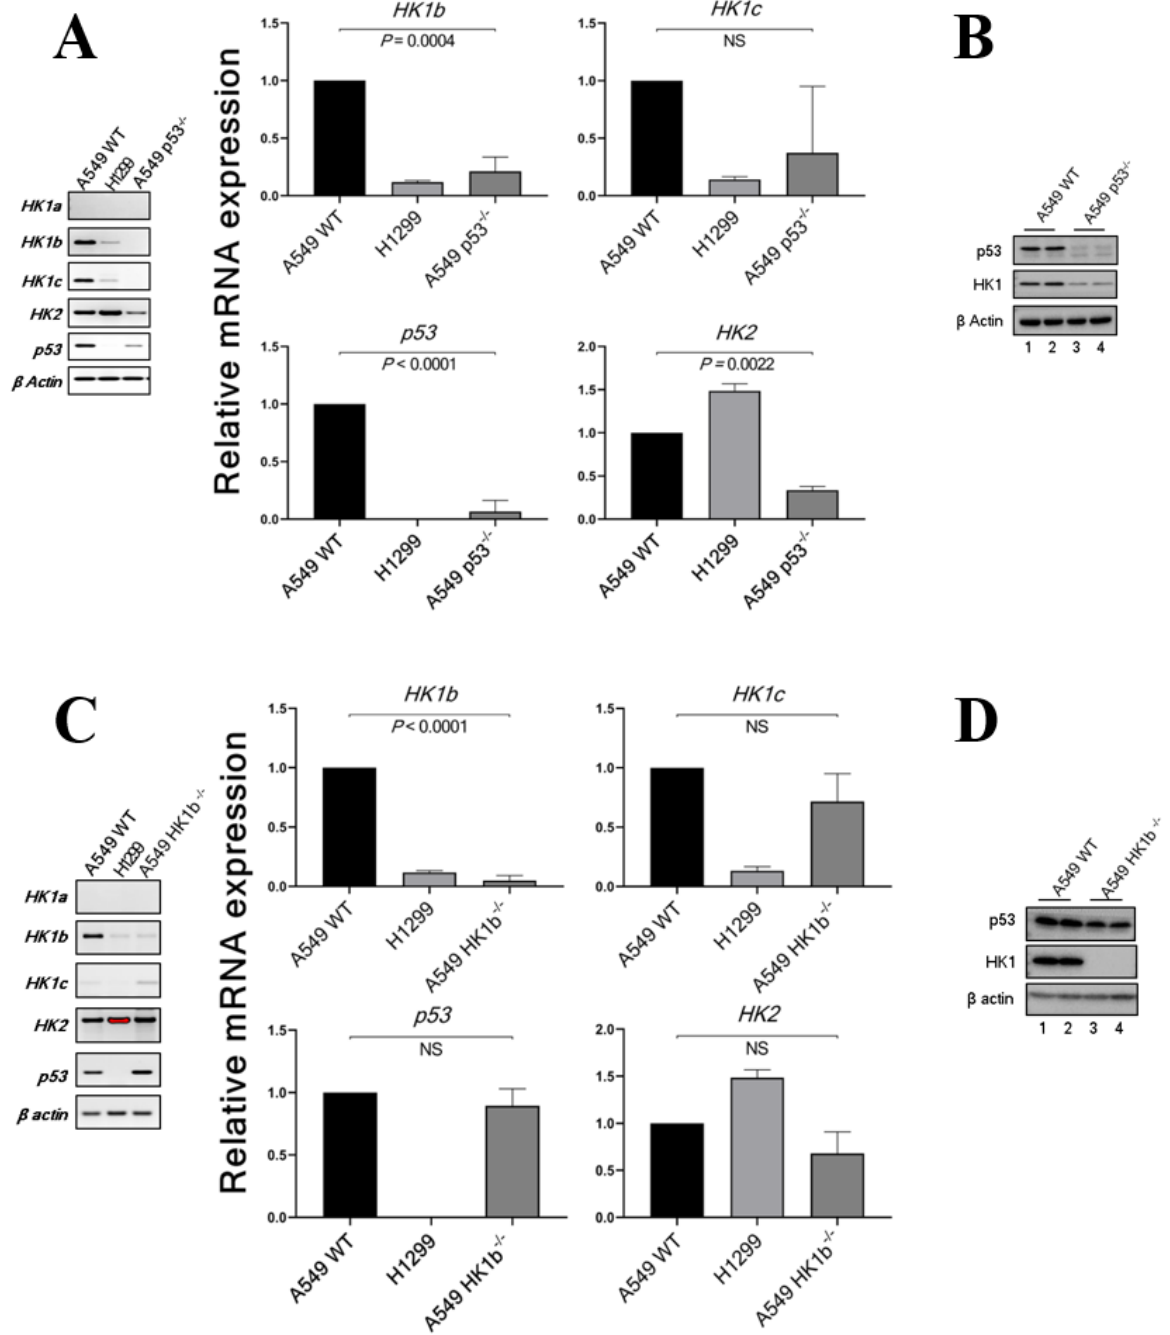 A
A549 WT
H1299
A549 p53-/-
HK1a
HK1b
HK1c
HK2
p53
β Actin
Relative mRNA expression
HK1b
P = 0.0004
1.5
1.0
0.5
0.0
A549 WT
H1299
A549 p53-/-
HK1c
NS
1.5
1.0
0.5
0.0
A549 WT
H1299
A549 p53-/-
p53
P < 0.0001
1.5
1.0
0.5
0.0
A549 WT
H1299
A549 p53-/-
HK2
P = 0.0022
2.0
1.5
1.0
0.5
0.0
A549 WT
H1299
A549 p53-/-
B
A549 WT
A549 p53-/-
p53
HK1
β Actin
1 2 3 4
C
A549 WT
H1299
A549 HK1b-/-
HK1a
HK1b
HK1c
HK2
p53
β actin
Relative mRNA expression
HK1b
P < 0.0001
1.5
1.0
0.5
0.0
A549 WT
H1299
A549 HK1b-/-
HK1c
NS
1.5
1.0
0.5
0.0
A549 WT
H1299
A549 HK1b-/-
p53
NS
1.5
1.0
0.5
0.0
A549 WT
H1299
A549 HK1b-/-
HK2
NS
2.0
1.5
1.0
0.5
0.0
A549 WT
H1299
A549 HK1b-/-
D
A549 WT
A549 HK1b-/-
p53
HK1
β actin
1 2 3 4